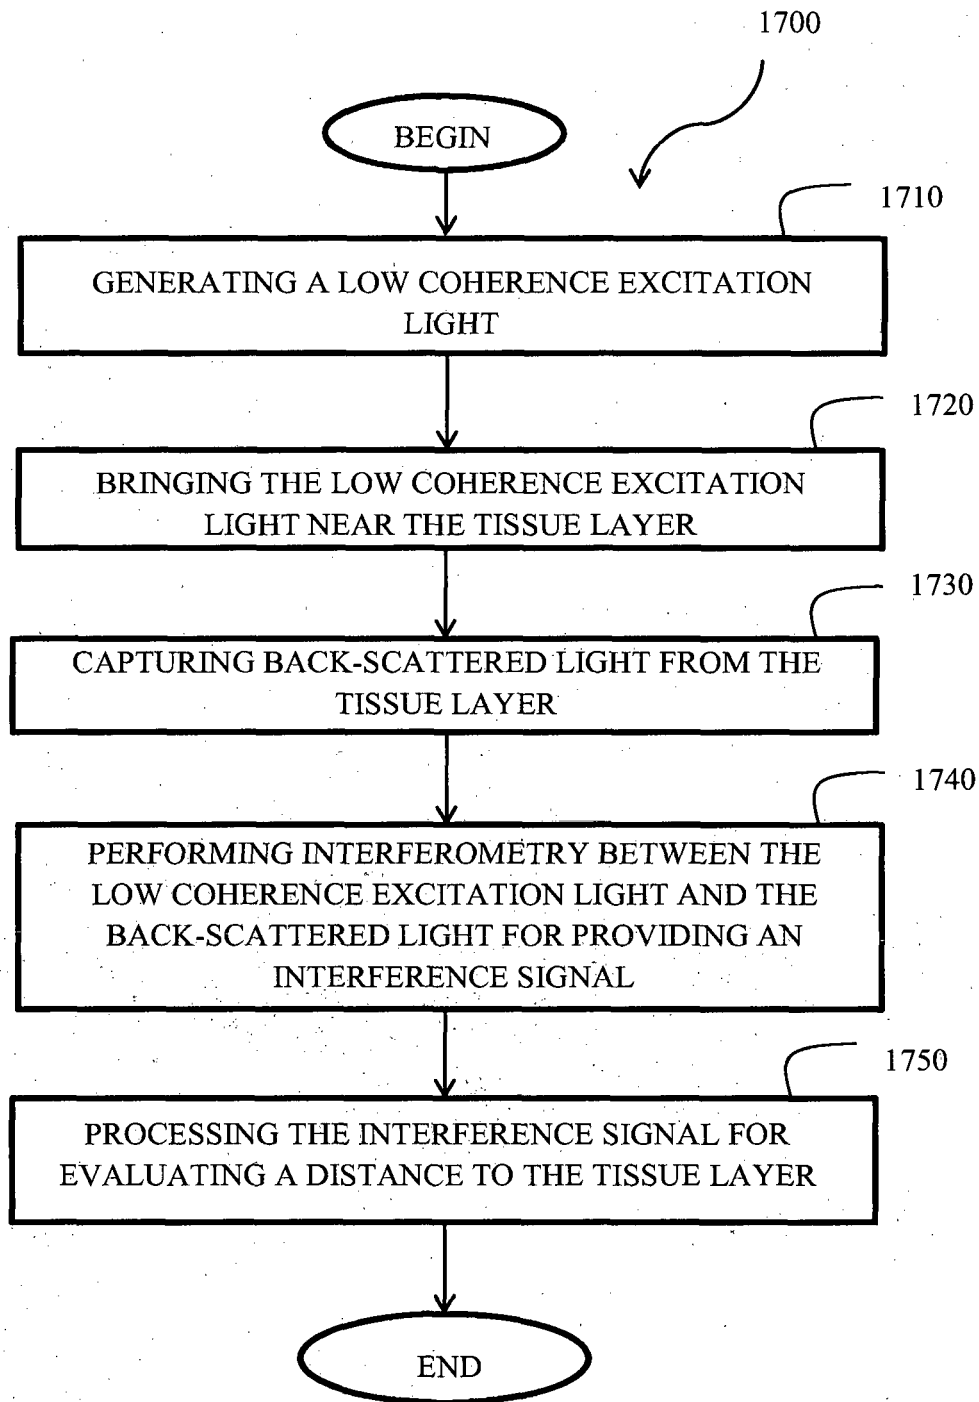 1700
BEGIN
1710
GENERATING A LOW COHERENCE EXCITATION
LIGHT
1720
BRINGING THE LOW COHERENCE EXCITATION
LIGHT NEAR THE TISSUE LAYER
1730
CAPTURING BACK-SCATTERED LIGHT FROM THE
TISSUE LAYER
1740
PERFORMING INTERFEROMETRY BETWEEN THE
LOW COHERENCE EXCITATION LIGHT AND THE
BACK-SCATTERED LIGHT FOR PROVIDING AN
INTERFERENCE SIGNAL
1750
PROCESSING THE INTERFERENCE SIGNAL FOR
EVALUATING A DISTANCE TO THE TISSUE LAYER
END